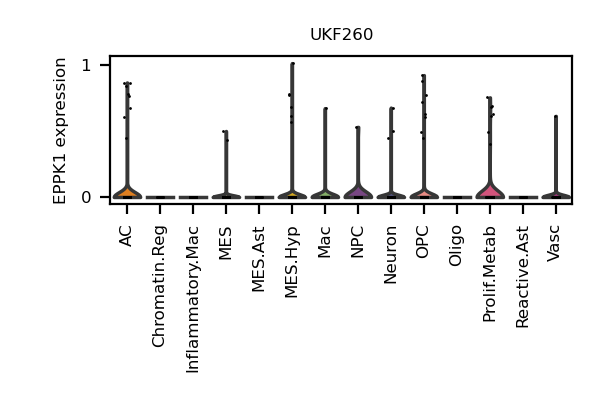 UKF260
EPPK1 expression
1
0
AC
Chromatin.Reg
Inflammatory.Mac
MES
MES.Ast
MES.Hyp
Mac
NPC
Neuron
OPC
Oligo
Prolif.Metab
Reactive.Ast
Vasc